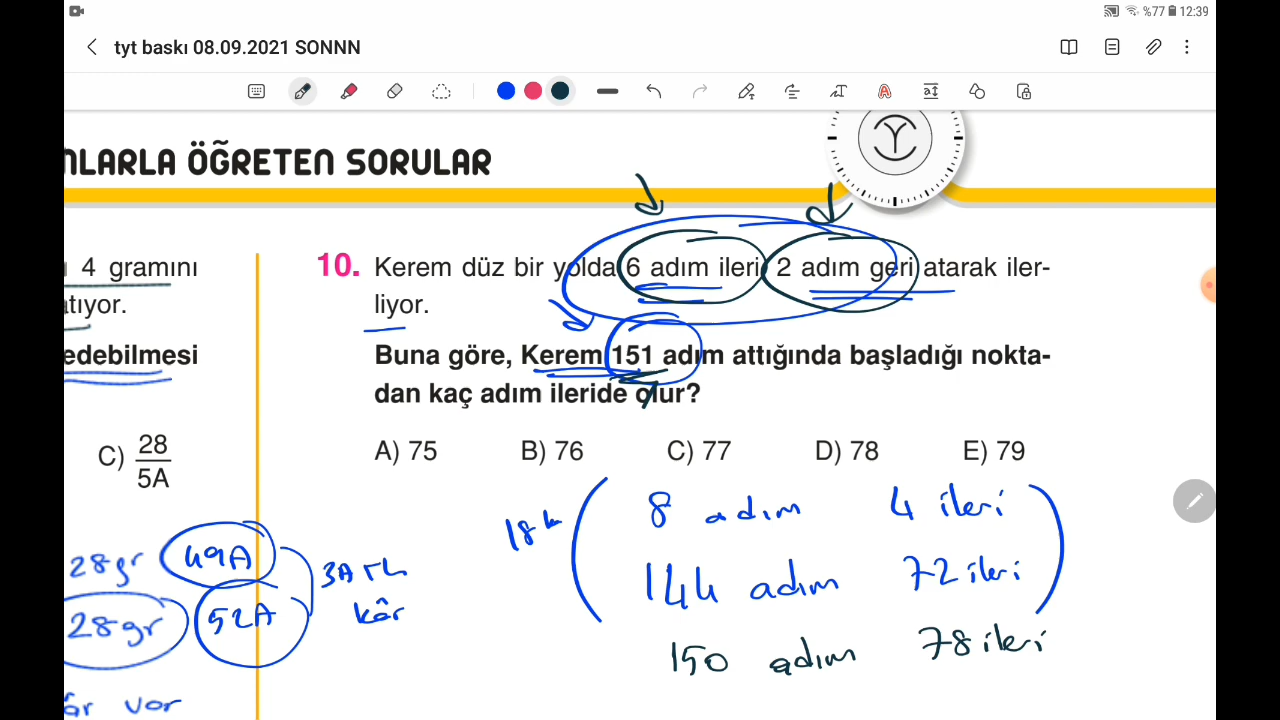 %77 12:39
tyt baskı 08.09.2021 SONNN
NLARLA ÖĞRETEN SORULAR
4 gramını
atıyor.
edebilmesi
C) 28/5A
28gr 49A
28gr 52A
3A TL
kâr
âr var
10. Kerem düz bir yolda 6 adım ileri 2 adım geri atarak iler-
liyor.
Buna göre, Kerem 151 adım attığında başladığı nokta-
dan kaç adım ileride olur?
A) 75 B) 76 C) 77 D) 78 E) 79
8 adım 4 ileri
18k
144 adım 72 ileri
150 adım 78 ileri